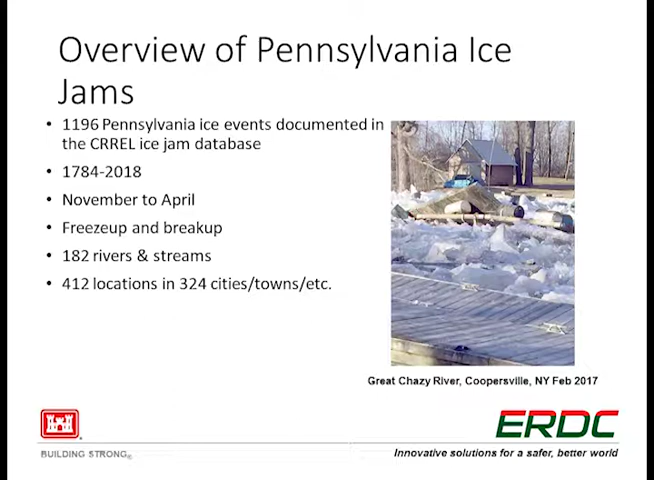 Overview of Pennsylvania Ice
Jams
• 1196 Pennsylvania ice events documented in
the CRREL ice jam database
• 1784-2018
• November to April
• Freezeup and breakup
• 182 rivers & streams
• 412 locations in 324 cities/towns/etc.
Great Chazy River, Coopersville, NY Feb 2017
BUILDING STRONG®
ERDC
Innovative solutions for a safer, better world